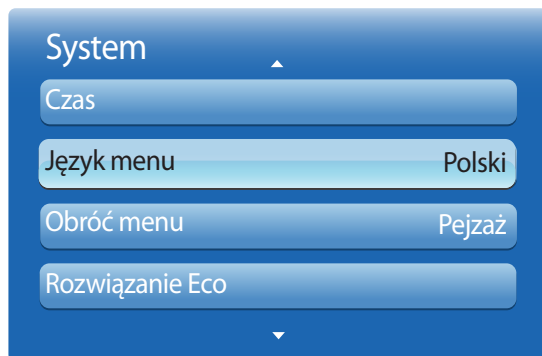 System
Czas
Język menu Polski
Obróć menu Pejzaż
Rozwiązanie Eco